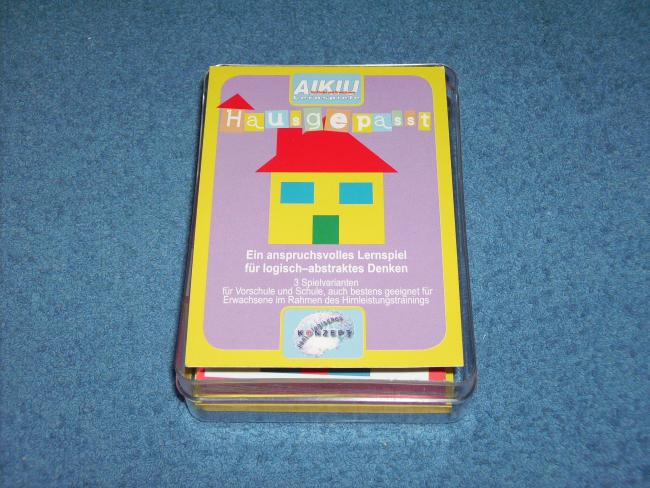 AIKIU
Lernspiele
Hausgepasst
Ein anspruchsvolles Lernspiel
für logisch–abstraktes Denken
3 Spielvarianten
für Vorschule und Schule, auch bestens geeignet für
Erwachsene im Rahmen des Hirnleistungstrainings
KONZEPT